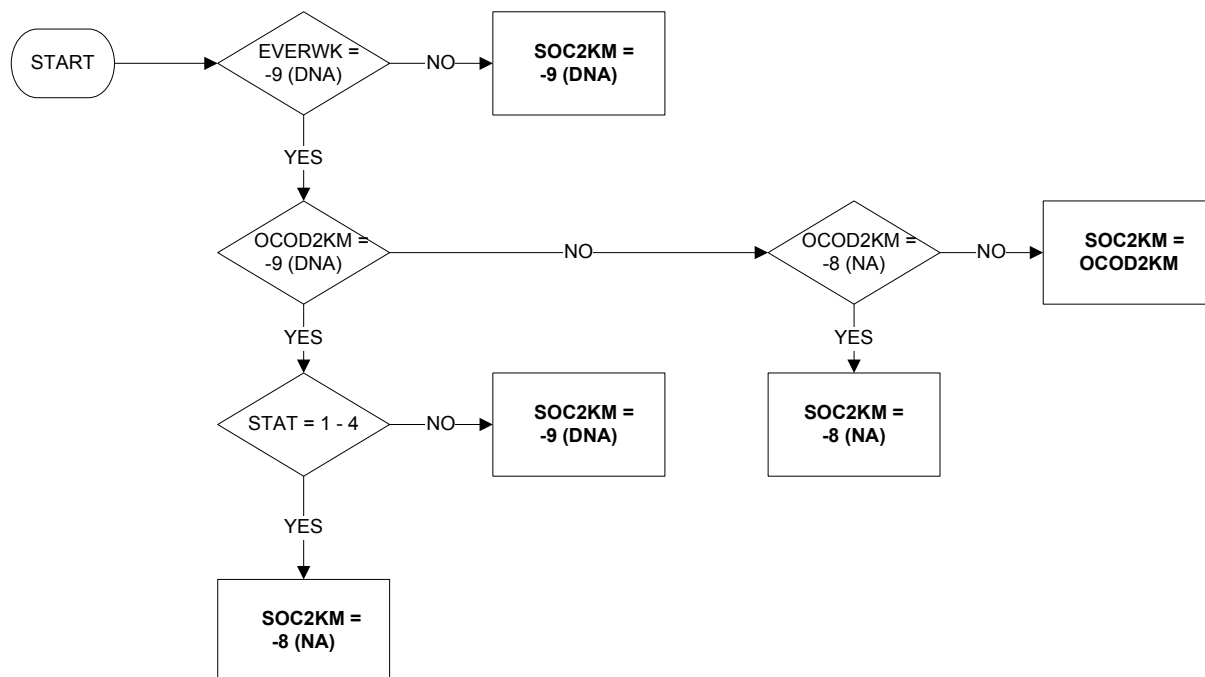 START
EVERWK =
-9 (DNA)
NO
SOC2KM =
-9 (DNA)
YES
OCOD2KM =
-9 (DNA)
NO
OCOD2KM =
-8 (NA)
NO
SOC2KM =
OCOD2KM
YES
YES
STAT = 1 - 4
NO
SOC2KM =
-9 (DNA)
SOC2KM =
-8 (NA)
YES
SOC2KM =
-8 (NA)